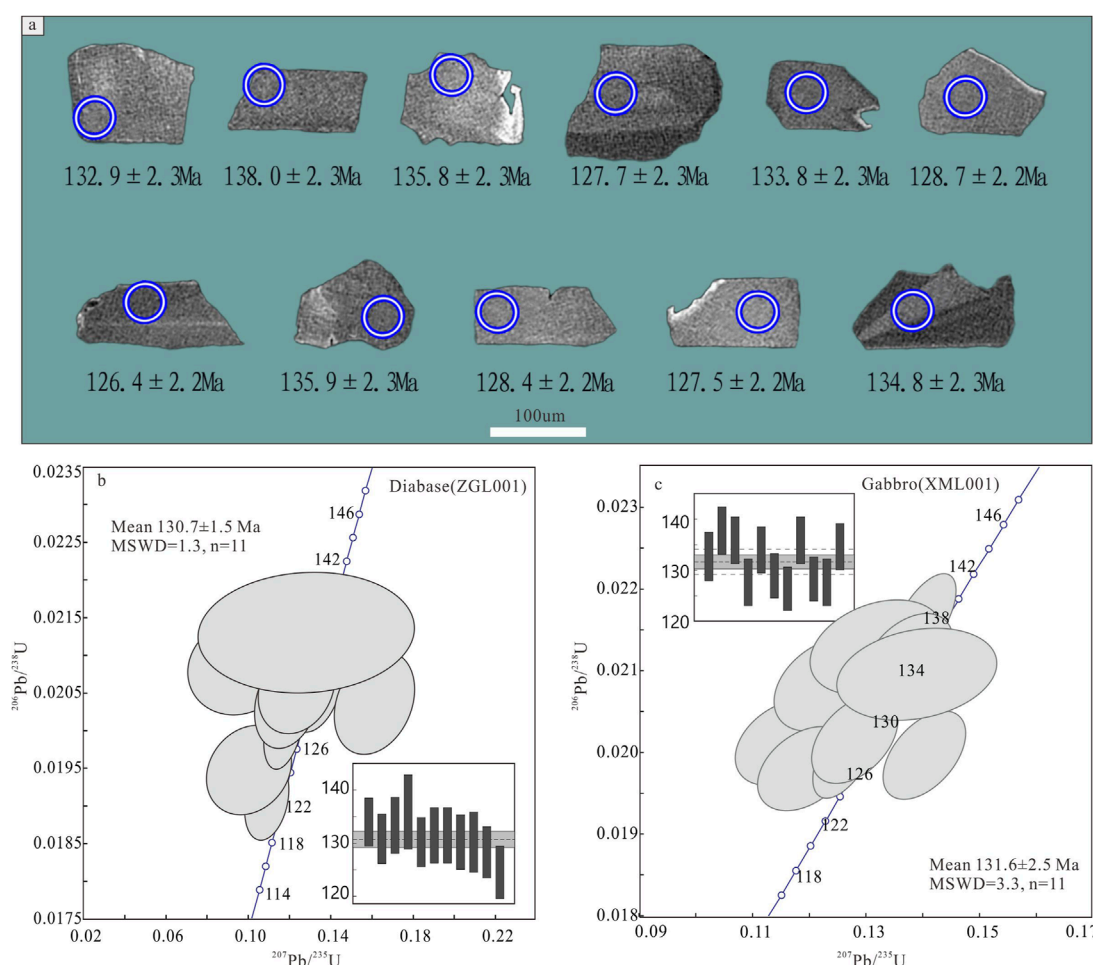 a
132.9±2.3Ma 138.0±2.3Ma 135.8±2.3Ma 127.7±2.3Ma 133.8±2.3Ma 128.7±2.2Ma
126.4±2.2Ma 135.9±2.3Ma 128.4±2.2Ma 127.5±2.2Ma 134.8±2.3Ma
100um
b
Diabase(ZGL001)
Mean 130.7±1.5 Ma
MSWD=1.3, n=11
0.0235
0.0225
0.0215
0.0205
0.0195
0.0185
0.0175
²⁰⁶Pb/²³⁸U
146
142
126
122
118
114
140
130
120
0.02 0.06 0.10 0.14 0.18 0.22
²⁰⁷Pb/²³⁵U
c
Gabbro(XML001)
140
130
120
0.023
0.022
0.021
0.020
0.019
0.018
²⁰⁶Pb/²³⁸U
146
142
138
134
130
126
122
118
Mean 131.6±2.5 Ma
MSWD=3.3, n=11
0.09 0.11 0.13 0.15 0.17
²⁰⁷Pb/²³⁵U